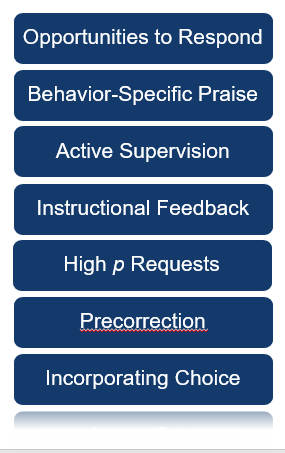 Opportunities to Respond
Behavior-Specific Praise
Active Supervision
Instructional Feedback
High p Requests
Precorrection
Incorporating Choice